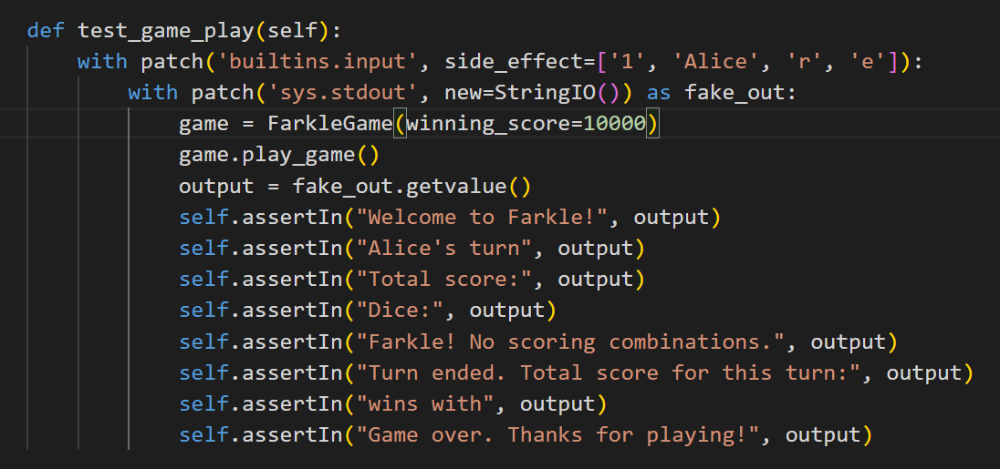 def test_game_play(self):
    with patch('builtins.input', side_effect=['1', 'Alice', 'r', 'e']):
        with patch('sys.stdout', new=StringIO()) as fake_out:
            game = FarkleGame(winning_score=10000)
            game.play_game()
            output = fake_out.getvalue()
            self.assertIn("Welcome to Farkle!", output)
            self.assertIn("Alice's turn", output)
            self.assertIn("Total score:", output)
            self.assertIn("Dice:", output)
            self.assertIn("Farkle! No scoring combinations.", output)
            self.assertIn("Turn ended. Total score for this turn:", output)
            self.assertIn("wins with", output)
            self.assertIn("Game over. Thanks for playing!", output)